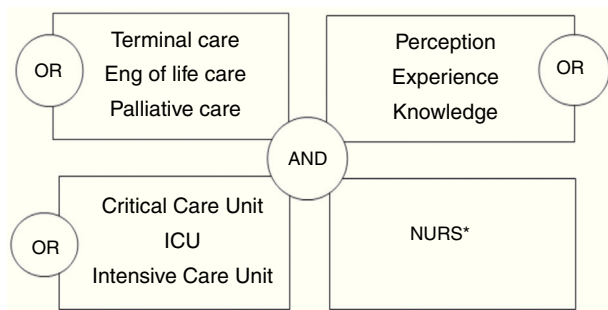 OR
Terminal care
Eng of life care
Palliative care
Perception
Experience
Knowledge
OR
AND
OR
Critical Care Unit
ICU
Intensive Care Unit
NURS*